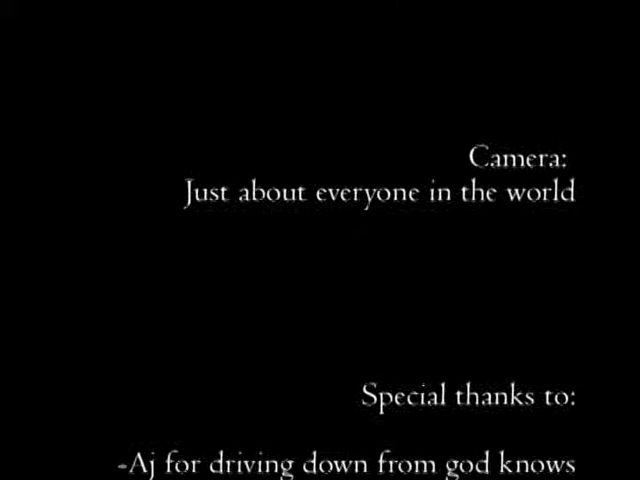 Camera:
Just about everyone in the world
Special thanks to:
-Aj for driving down from god knows